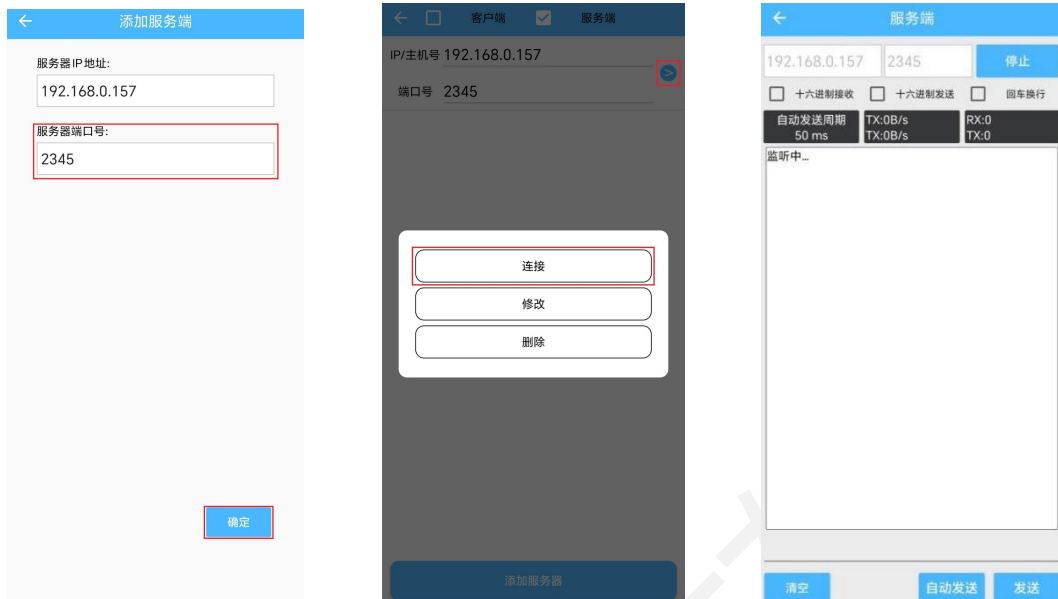 添加服务端
服务器IP地址:
192.168.0.157
服务器端口号:
2345
确定
客户端 服务端
IP/主机号 192.168.0.157
端口号 2345
连接
修改
删除
添加服务器
服务端
192.168.0.157 2345 停止
十六进制接收 十六进制发送 回车换行
自动发送周期 TX:0B/s RX:0
50 ms TX:0B/s TX:0
监听中...
清空 自动发送 发送